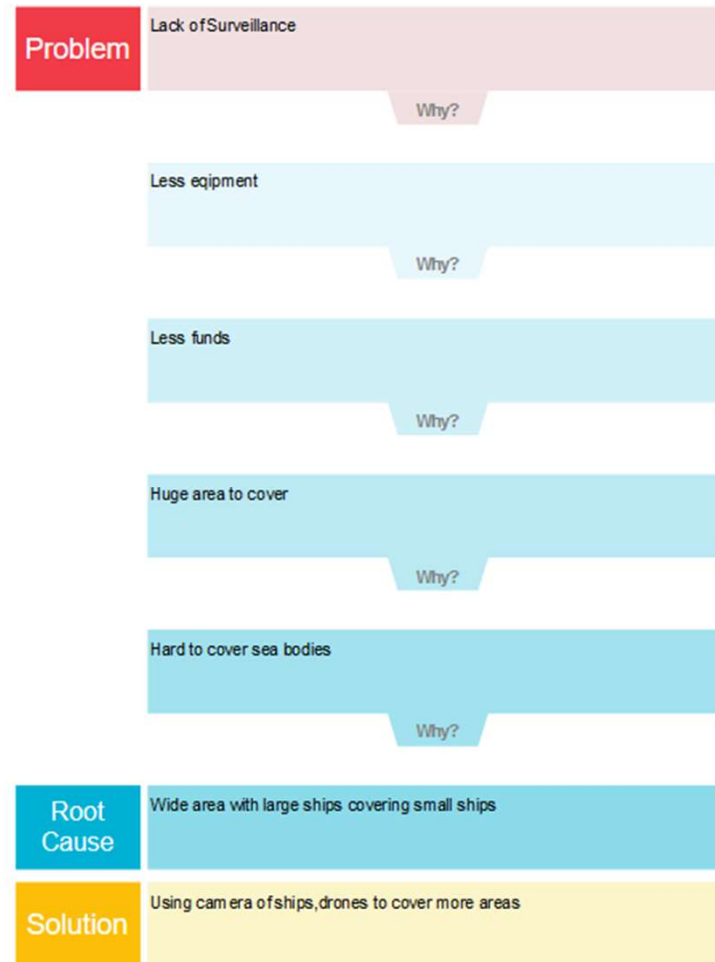 Problem
Lack of Surveillance
Why?
Less eqipment
Why?
Less funds
Why?
Huge area to cover
Why?
Hard to cover sea bodies
Why?
Root
Cause
Wide area with large ships covering small ships
Solution
Using camera of ships,drones to cover more areas